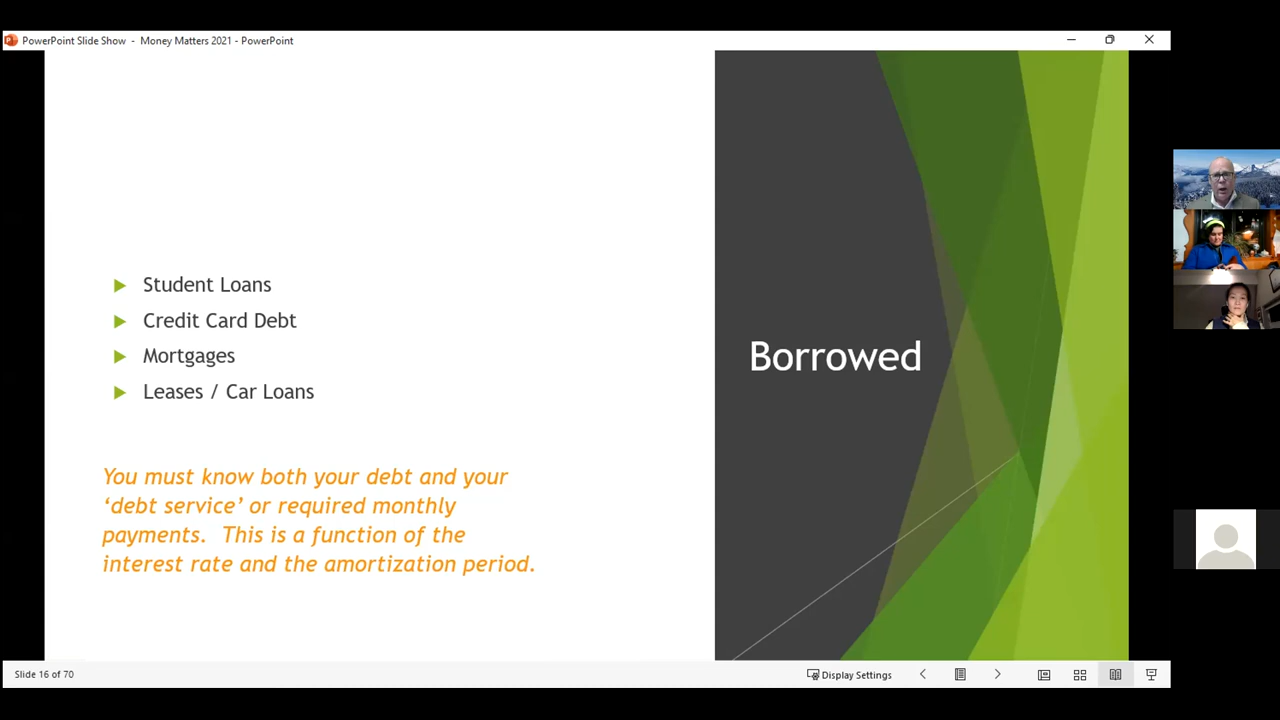 PowerPoint Slide Show - Money Matters 2021 - PowerPoint
Student Loans
Credit Card Debt
Mortgages
Leases / Car Loans
You must know both your debt and your
‘debt service’ or required monthly
payments.  This is a function of the
interest rate and the amortization period.
Borrowed
Slide 16 of 70
Display Settings